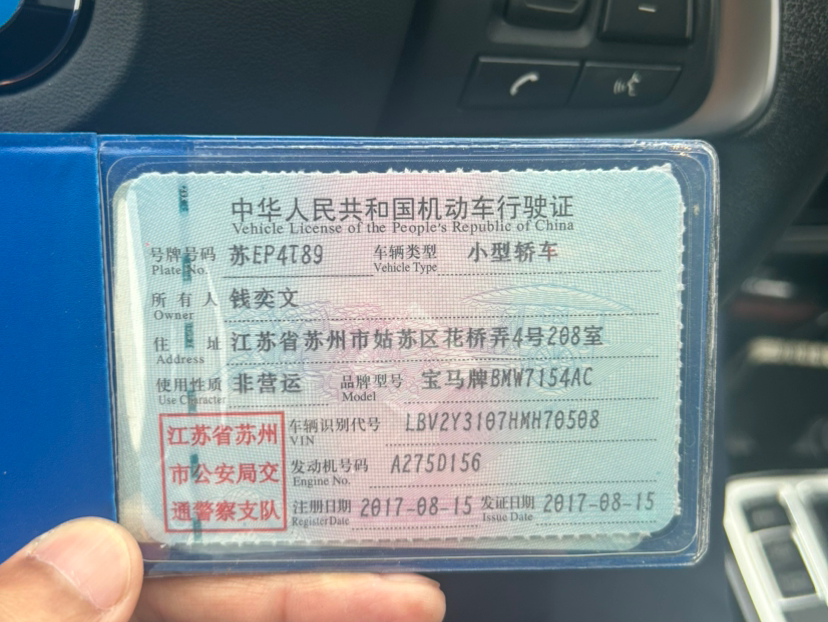 中华人民共和国机动车行驶证
Vehicle License of the People's Republic of China
号牌号码 苏EP4T89 车辆类型 小型轿车
Plate No. Vehicle Type
所有人 钱奕文
Owner
住址 江苏省苏州市姑苏区花桥弄4号208室
Address
使用性质 非营运 品牌型号 宝马牌BMW7154AC
Use Character Model
江苏省苏州
市公安局交
通警察支队
车辆识别代号 LBV2Y3107HMH70508
VIN
发动机号码 A275D156
Engine No.
注册日期 2017-08-15 发证日期 2017-08-15
Register Date Issue Date